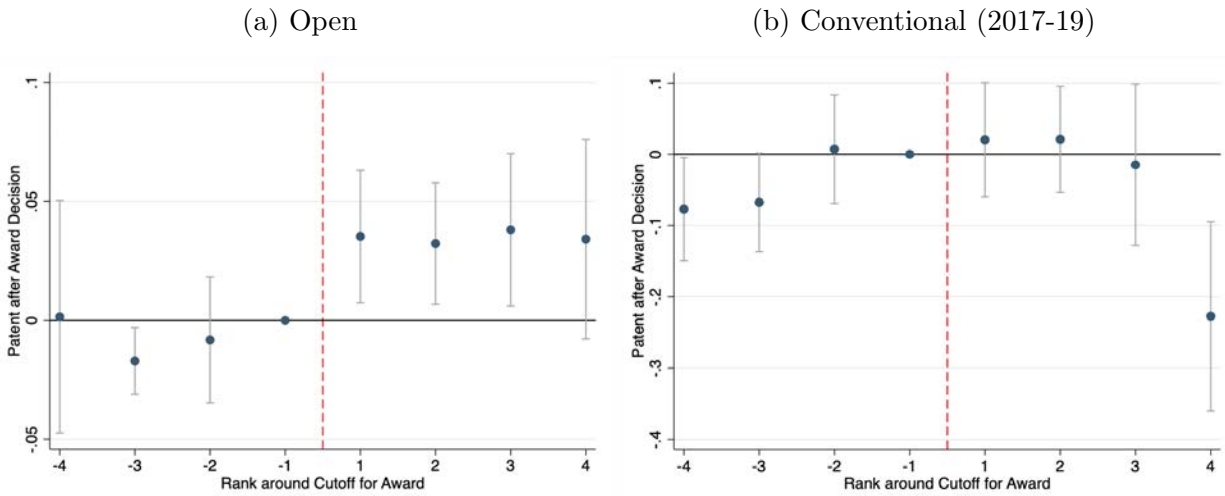 (a) Open
Patent after Award Decision
.1
.05
0
-.05
-4 -3 -2 -1 1 2 3 4
Rank around Cutoff for Award
(b) Conventional (2017-19)
Patent after Award Decision
.1
0
-.1
-.2
-.3
-.4
-4 -3 -2 -1 1 2 3 4
Rank around Cutoff for Award